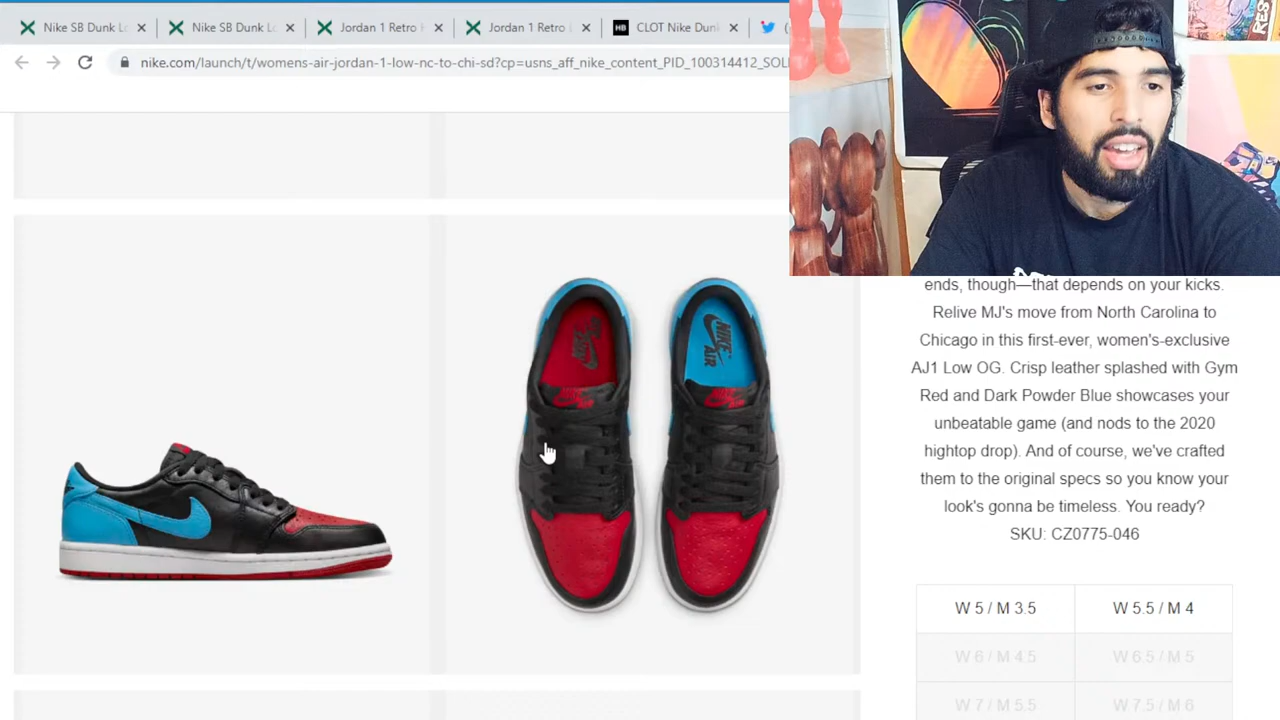 Nike SB Dunk Lo
Nike SB Dunk Lo
Jordan 1 Retro
Jordan 1 Retro
HB
CLOT Nike Dunk
nike.com/launch/t/womens-air-jordan-1-low-nc-to-chi-sd?cp=usns_aff_nike_content_PID_100314412_SOL
ends, though—that depends on your kicks.
Relive MJ's move from North Carolina to
Chicago in this first-ever, women's-exclusive
AJ1 Low OG. Crisp leather splashed with Gym
Red and Dark Powder Blue showcases your
unbeatable game (and nods to the 2020
hightop drop). And of course, we've crafted
them to the original specs so you know your
look's gonna be timeless. You ready?
SKU: CZ0775-046
W 5 / M 3.5
W 5.5 / M 4
W 6 / M 4.5
W 6.5 / M 5
W 7 / M 5.5
W 7.5 / M 6
NIKE
AIR